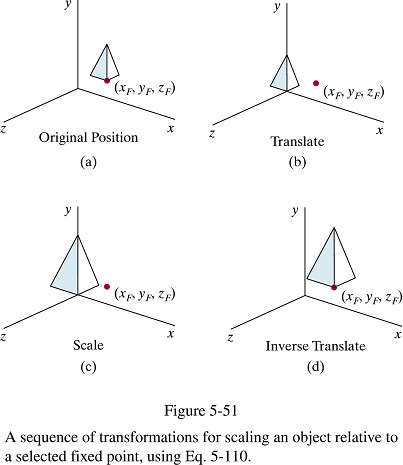 y
(x_F, y_F, z_F)
z
x
Original Position
(a)
y
(x_F, y_F, z_F)
z
x
Translate
(b)
y
(x_F, y_F, z_F)
z
x
Scale
(c)
y
(x_F, y_F, z_F)
z
x
Inverse Translate
(d)
Figure 5-51
A sequence of transformations for scaling an object relative to
a selected fixed point, using Eq. 5-110.